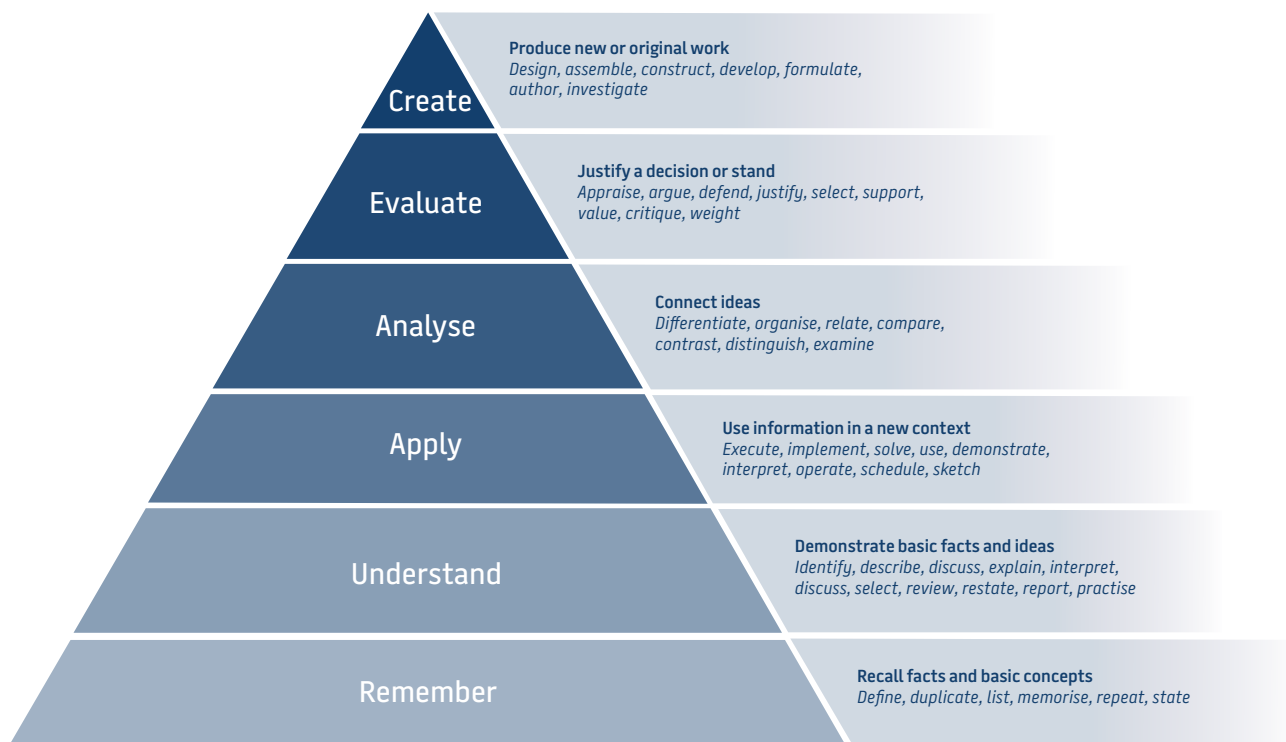 Create
Produce new or original work
Design, assemble, construct, develop, formulate,
author, investigate
Evaluate
Justify a decision or stand
Appraise, argue, defend, justify, select, support,
value, critique, weight
Analyse
Connect ideas
Differentiate, organise, relate, compare,
contrast, distinguish, examine
Apply
Use information in a new context
Execute, implement, solve, use, demonstrate,
interpret, operate, schedule, sketch
Understand
Demonstrate basic facts and ideas
Identify, describe, discuss, explain, interpret,
discuss, select, review, restate, report, practise
Remember
Recall facts and basic concepts
Define, duplicate, list, memorise, repeat, state